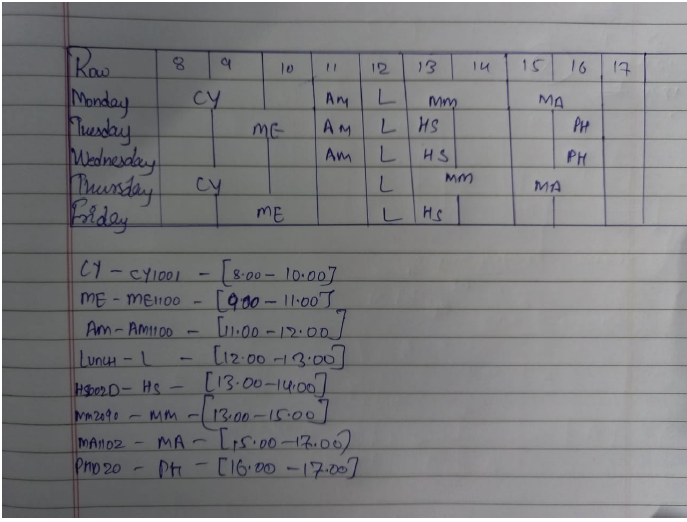 Row 8 9 10 11 12 13 14 15 16 17
Monday CY AM L MM MA
Tuesday ME AM L HS PH
Wednesday AM L HS PH
Thursday CY L MM MA
Friday ME L HS
CY - CY1001 - [8.00 - 10.00]
ME - ME1100 - [9.00 - 11.00]
AM - AM1100 - [11.00 - 12.00]
LUNCH - L - [12.00 - 13.00]
- HS - [13.00 - 14.00]
MM2090 - MM - [13.00 - 15.00]
MA1102 - MA - [15.00 - 17.00)
PH1020 - PH - [16.00 - 17.00]